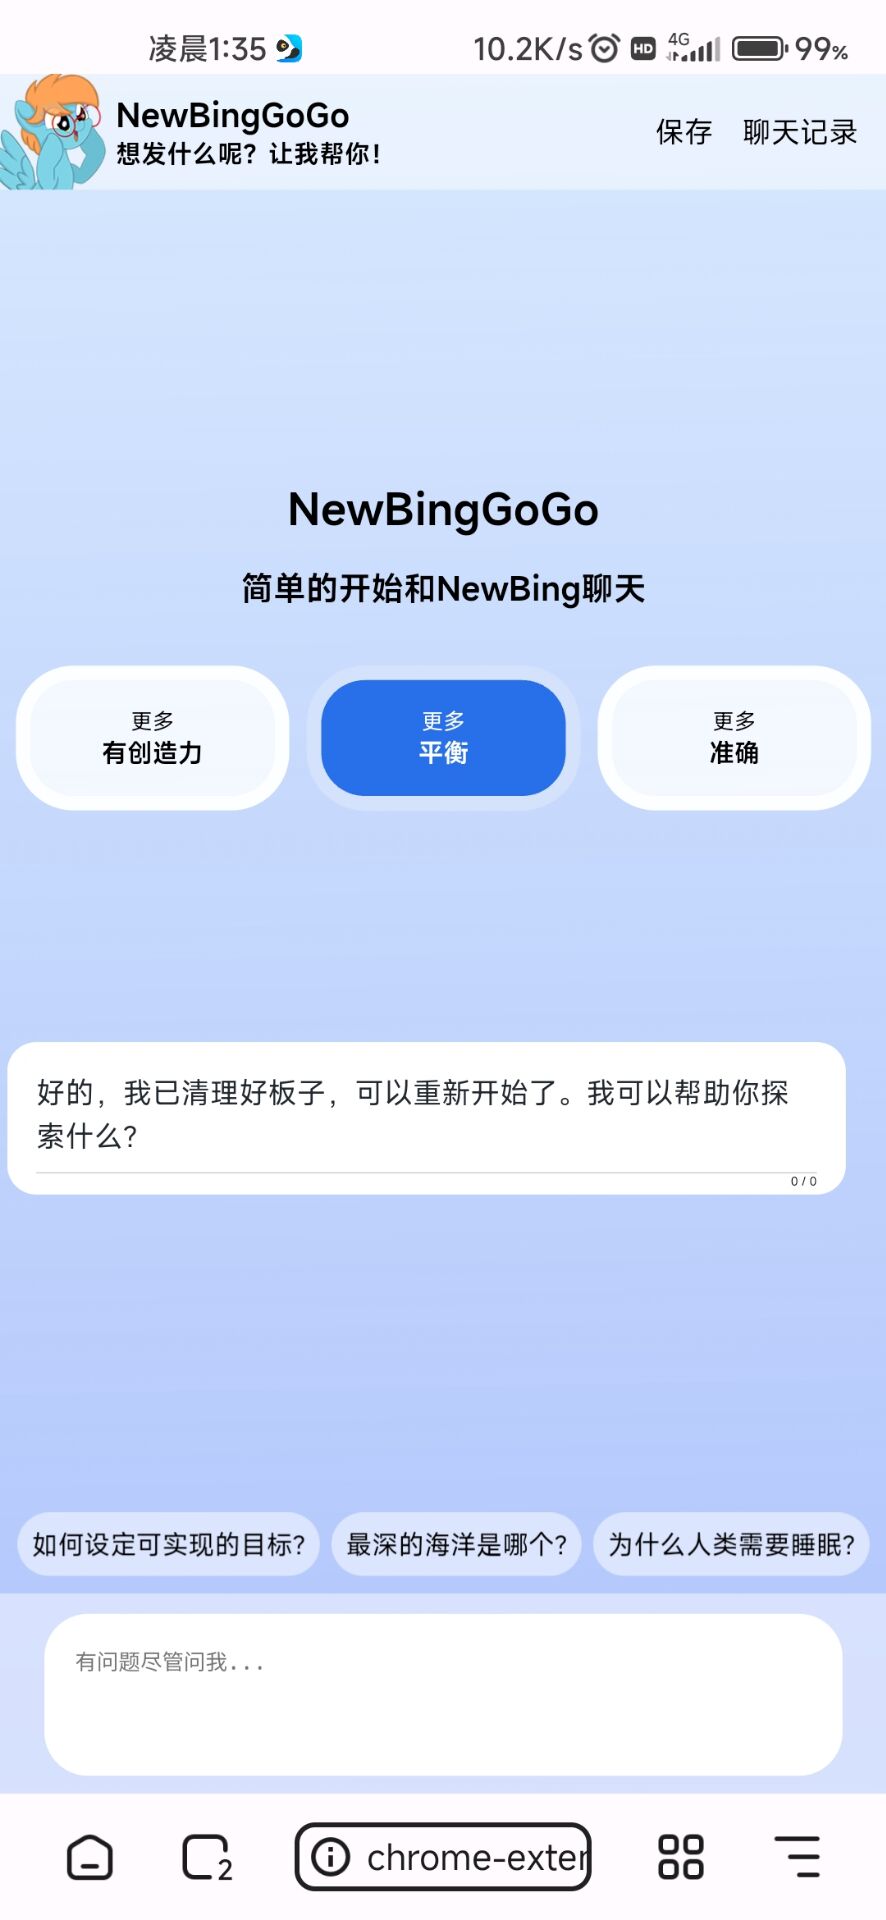 凌晨1:35
10.2K/s HD 4G 99%
NewBingGoGo
想发什么呢？让我帮你！
保存 聊天记录
NewBingGoGo
简单的开始和NewBing聊天
更多
有创造力
更多
平衡
更多
准确
好的，我已清理好板子，可以重新开始了。我可以帮助你探
索什么？
0 / 0
如何设定可实现的目标？
最深的海洋是哪个？
为什么人类需要睡眠？
有问题尽管问我...
2
chrome-exter